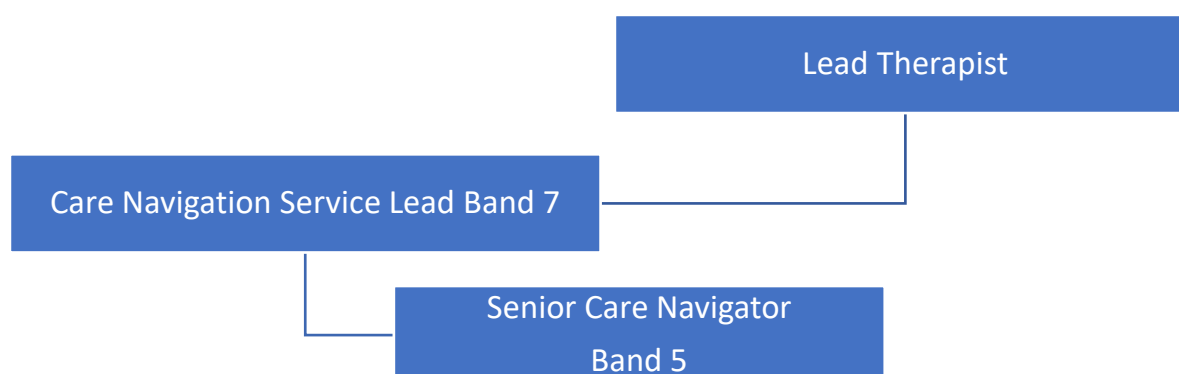 Lead Therapist
Care Navigation Service Lead Band 7
Senior Care Navigator
Band 5